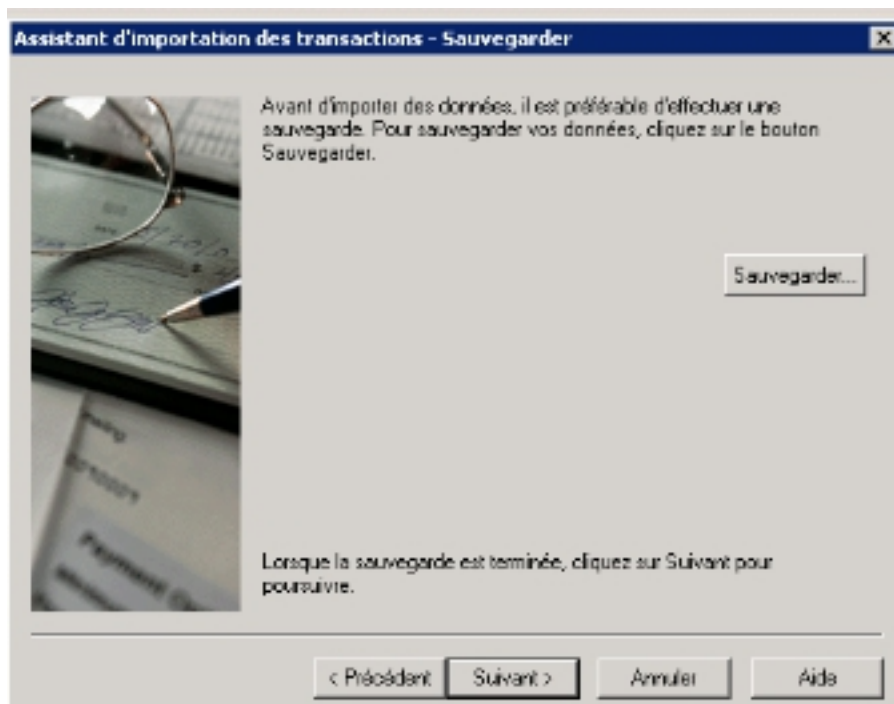 Assistant d'importation des transactions - Sauvegarder
Avant d'importer des données, il est préférable d'effectuer une
sauvegarde. Pour sauvegarder vos données, cliquez sur le bouton
Sauvegarder.
Sauvegarder...
Lorsque la sauvegarde est terminée, cliquez sur Suivant pour
poursuivre.
< Précédent
Suivant >
Annuler
Aide